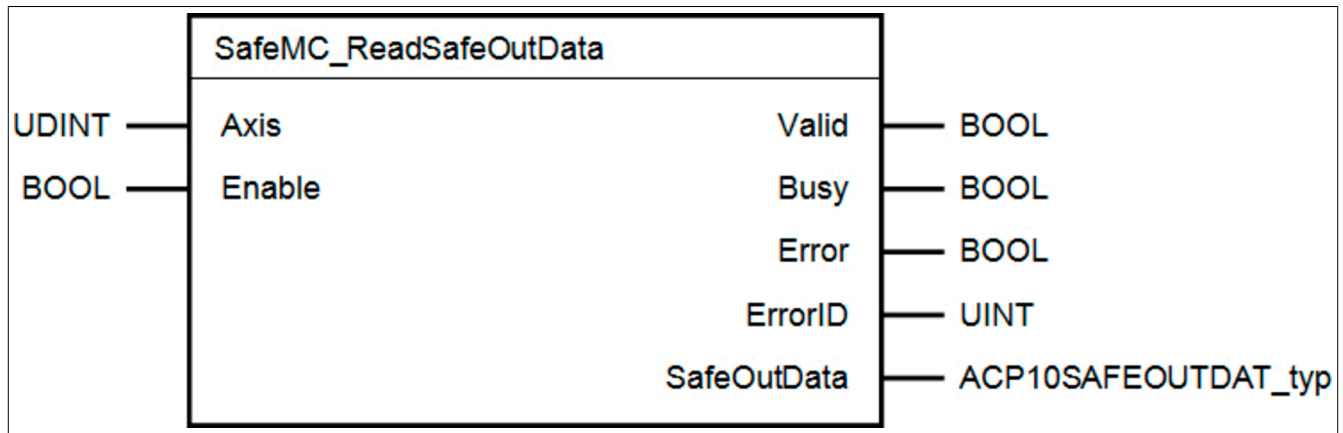 SafeMC_ReadSafeOutData
UDINT Axis Valid BOOL
BOOL Enable Busy BOOL
Error BOOL
ErrorID UINT
SafeOutData ACP10SAFEOUTDAT_typ